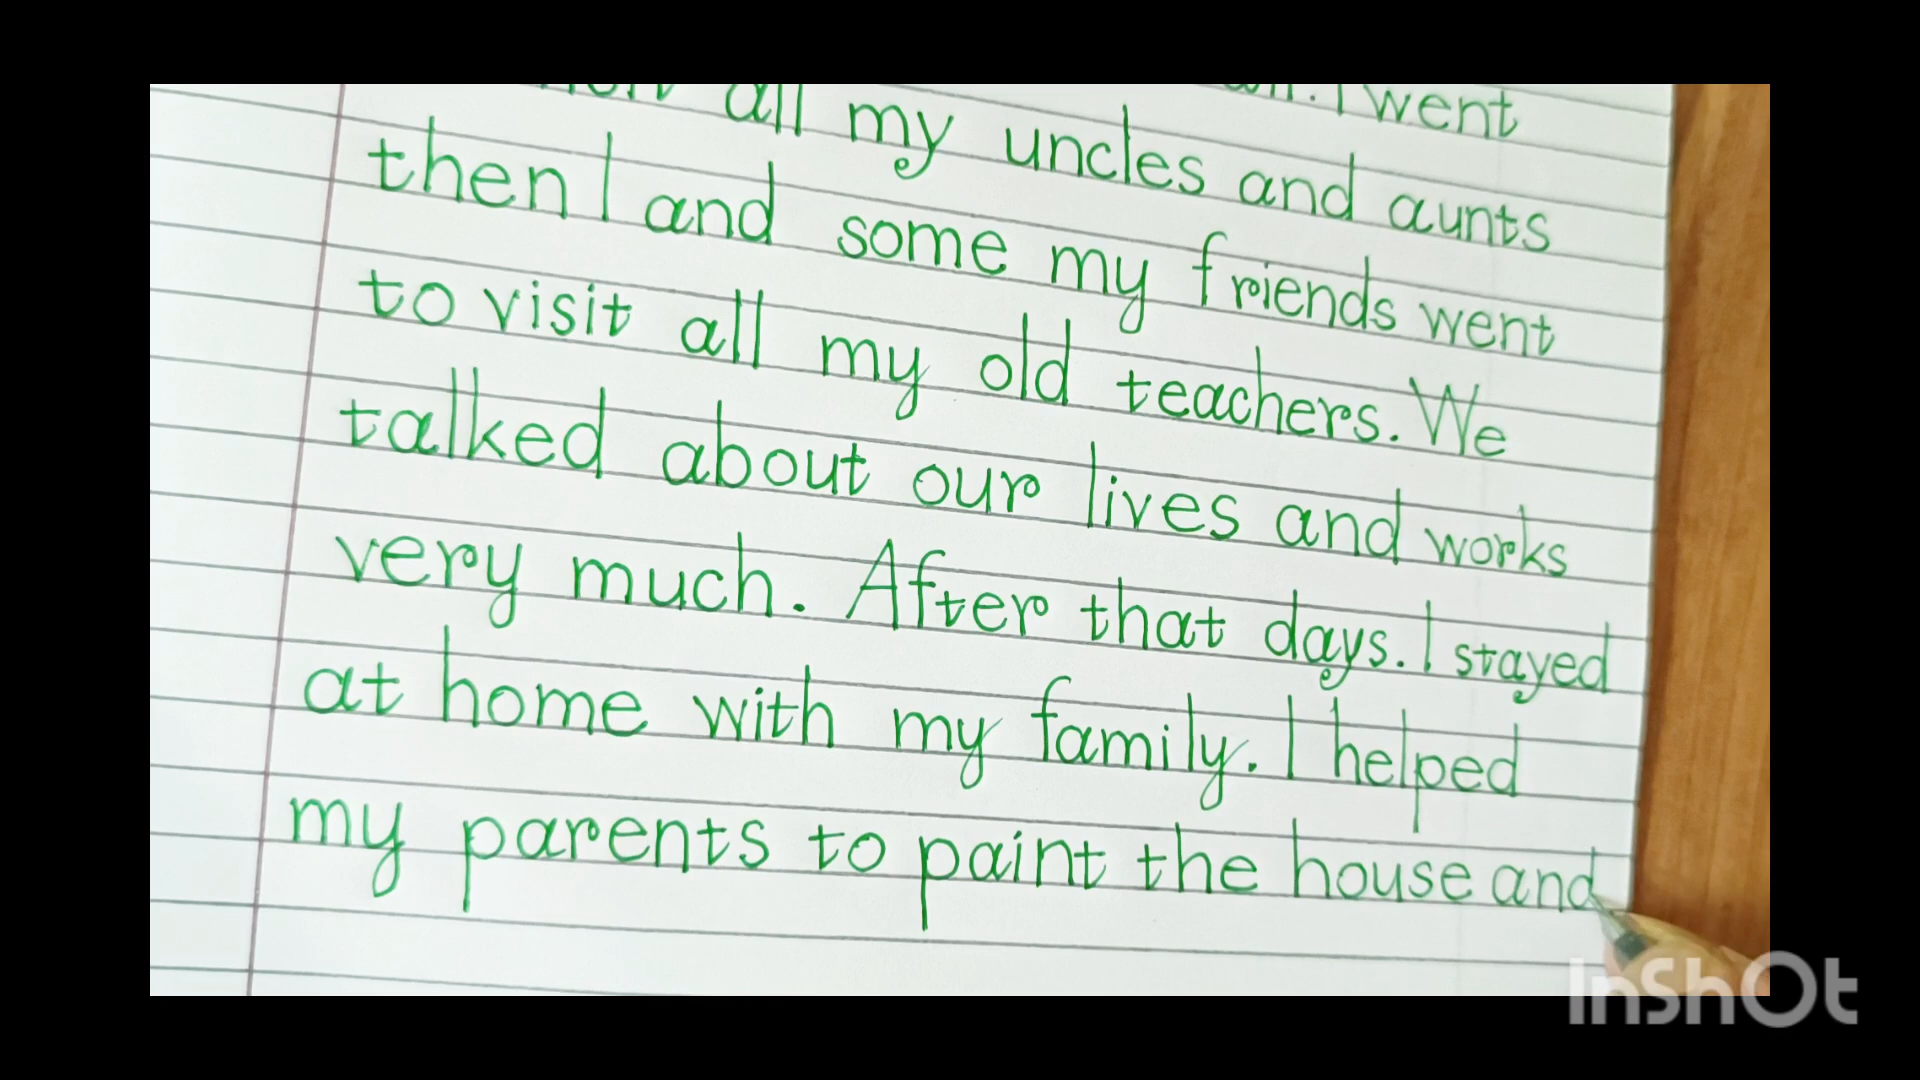 I went
all my uncles and aunts
then I and some my friends went
to visit all my old teachers. We
talked about our lives and works
very much. After that days. I stayed
at home with my family. I helped
my parents to paint the house and
InShOt